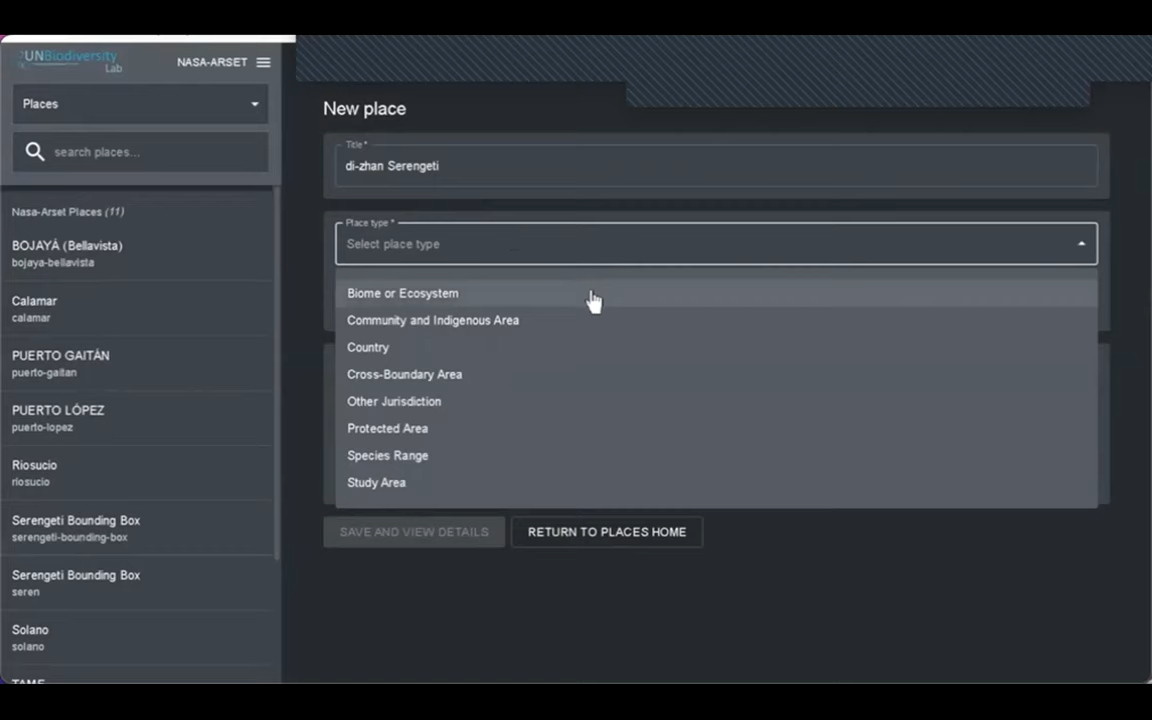 UNBiodiversity
Lab
NASA-ARSET
Places
search places...
Nasa-Arset Places (11)
BOJAYÁ (Bellavista)
bojaya-bellavista
Calamar
calamar
PUERTO GAITÁN
puerto-gaitan
PUERTO LÓPEZ
puerto-lopez
Riosucio
riosucio
Serengeti Bounding Box
serengeti-bounding-box
Serengeti Bounding Box
seren
Solano
solano
TAME
New place
Title*
di-zhan Serengeti
Place type *
Select place type
Biome or Ecosystem
Community and Indigenous Area
Country
Cross-Boundary Area
Other Jurisdiction
Protected Area
Species Range
Study Area
SAVE AND VIEW DETAILS
RETURN TO PLACES HOME